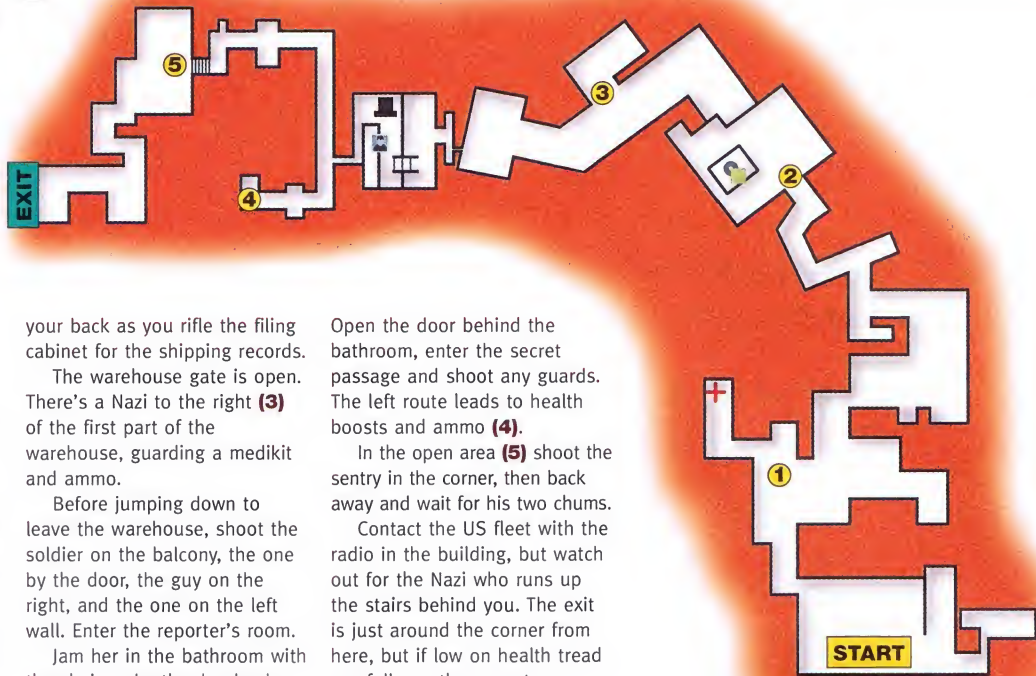 5
3
2
4
EXIT
1
START
your back as you rifle the filing
cabinet for the shipping records.
The warehouse gate is open.
There's a Nazi to the right (3)
of the first part of the
warehouse, guarding a medikit
and ammo.
Before jumping down to
leave the warehouse, shoot the
soldier on the balcony, the one
by the door, the guy on the
right, and the one on the left
wall. Enter the reporter's room.
Jam her in the bathroom with
Open the door behind the
bathroom, enter the secret
passage and shoot any guards.
The left route leads to health
boosts and ammo (4).
In the open area (5) shoot the
sentry in the corner, then back
away and wait for his two chums.
Contact the US fleet with the
radio in the building, but watch
out for the Nazi who runs up
the stairs behind you. The exit
is just around the corner from
here, but if low on health tread